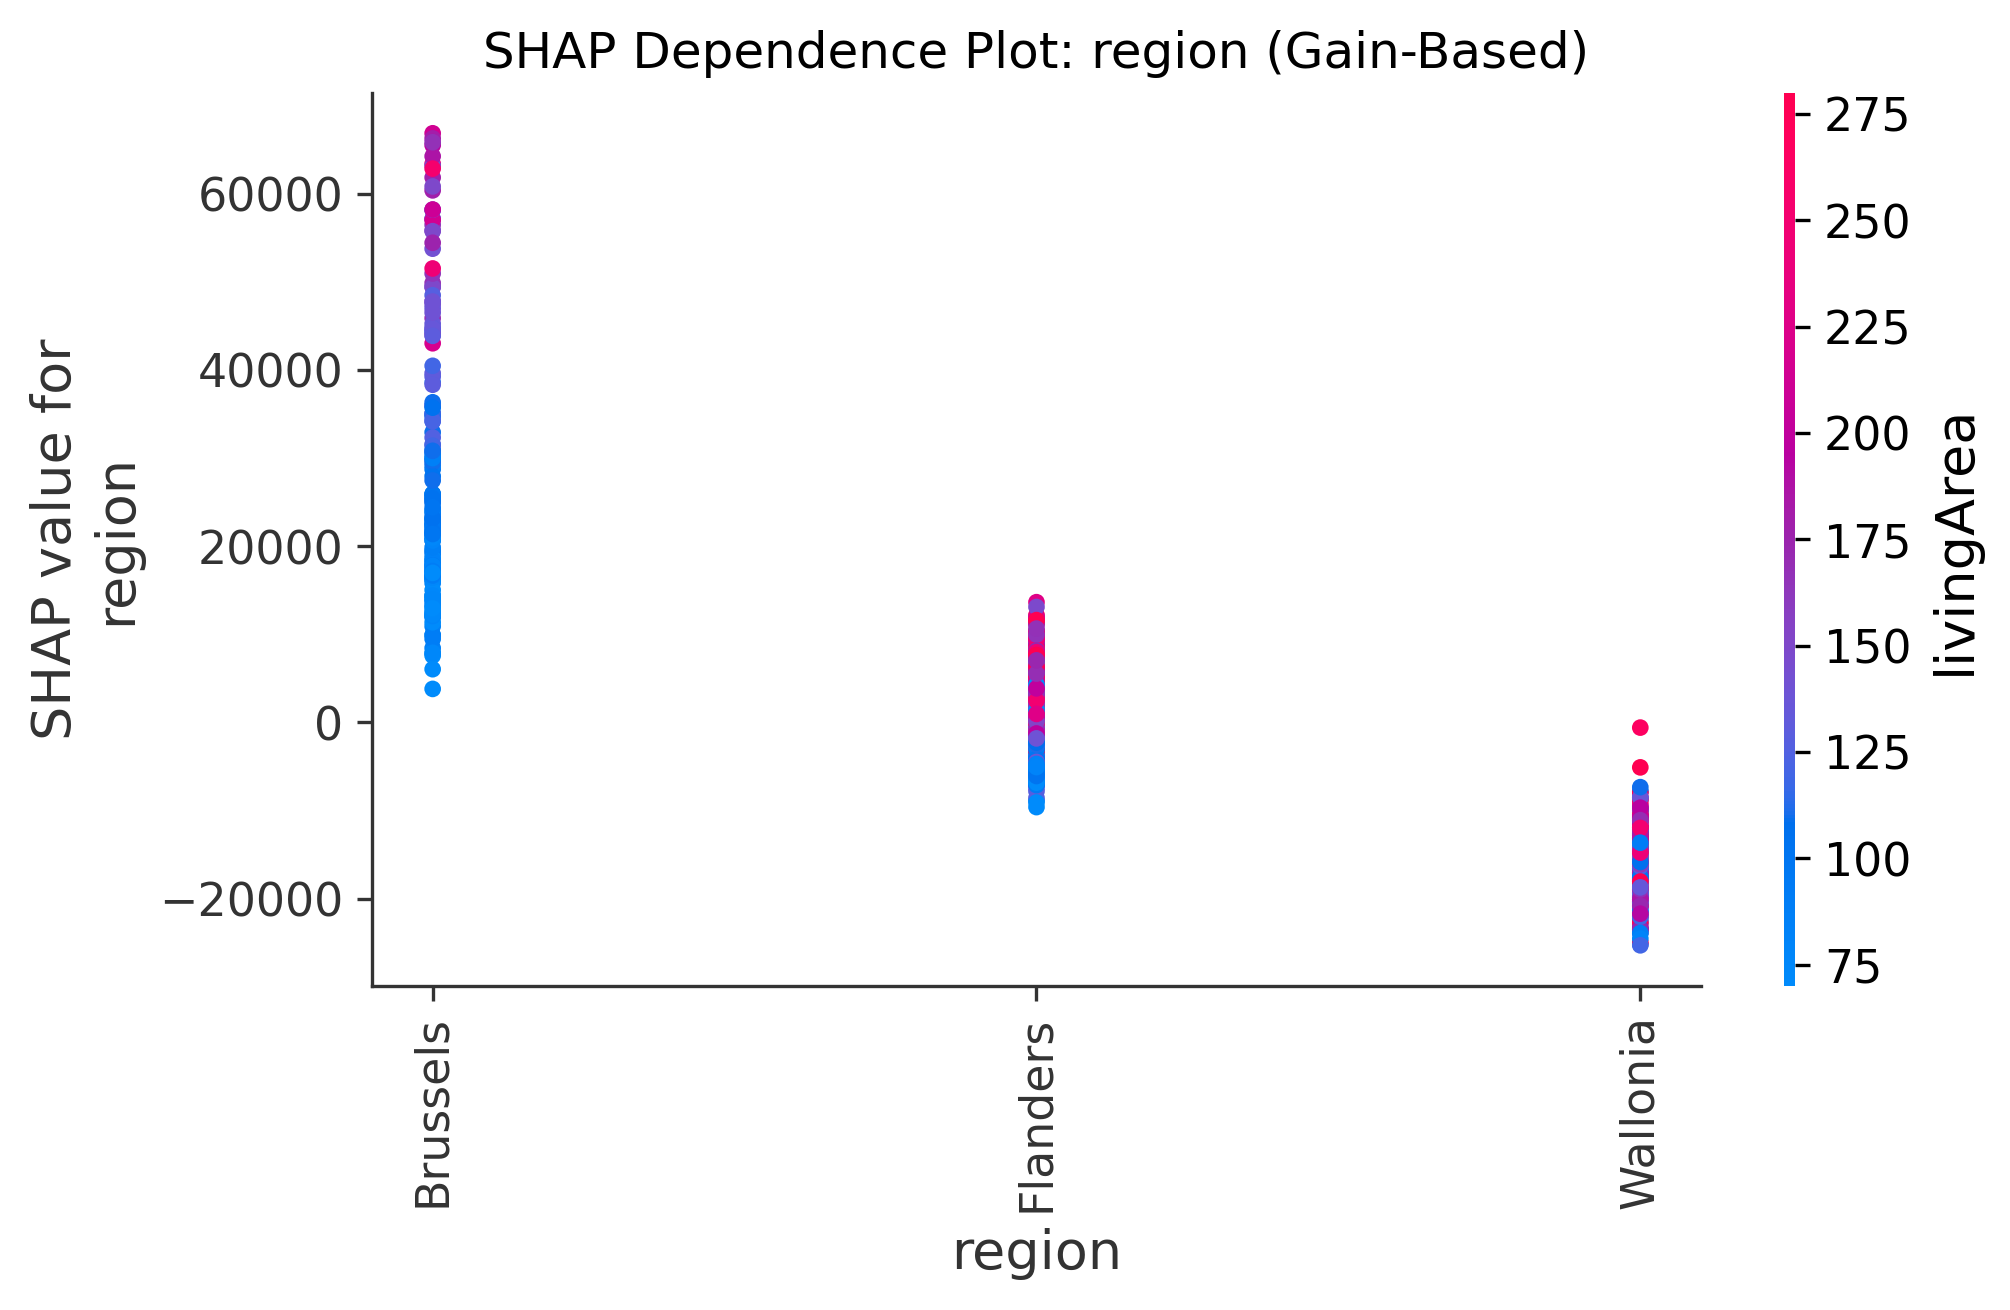 SHAP Dependence Plot: region (Gain-Based)
SHAP value for
region
60000
40000
20000
0
−20000
Brussels
Flanders
Wallonia
region
275
250
225
200
175
150
125
100
75
livingArea